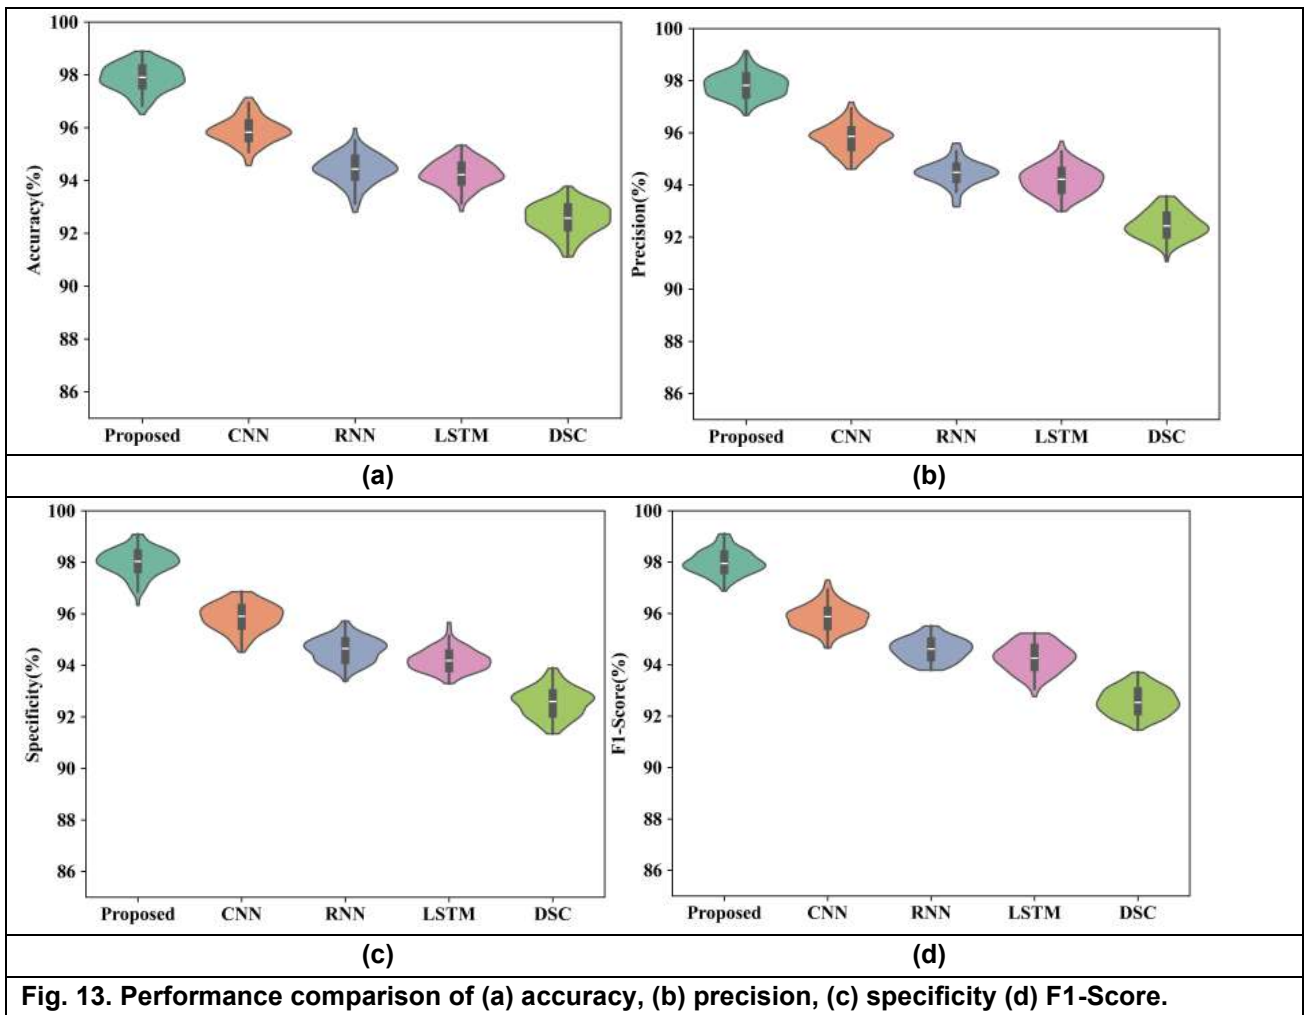 100
98
96
94
92
90
88
86
Accuracy(%)
Proposed CNN RNN LSTM DSC
100
98
96
94
92
90
88
86
Precision(%)
Proposed CNN RNN LSTM DSC
(a) (b)
100
98
96
94
92
90
88
86
Specificity(%)
Proposed CNN RNN LSTM DSC
100
98
96
94
92
90
88
86
F1-Score(%)
Proposed CNN RNN LSTM DSC
(c) (d)
Fig. 13. Performance comparison of (a) accuracy, (b) precision, (c) specificity (d) F1-Score.